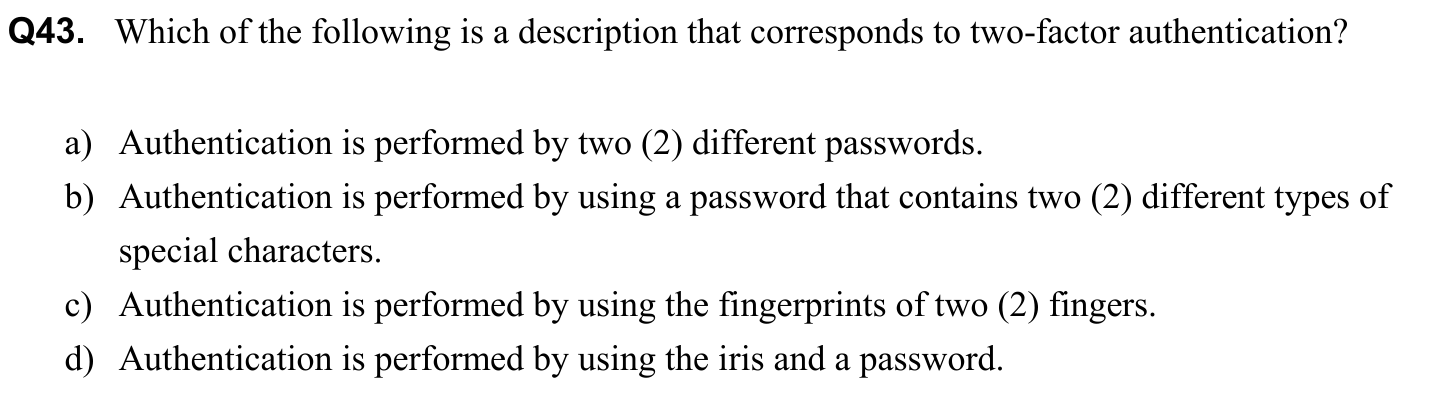 Q43. Which of the following is a description that corresponds to two-factor authentication?
a) Authentication is performed by two (2) different passwords.
b) Authentication is performed by using a password that contains two (2) different types of
special characters.
c) Authentication is performed by using the fingerprints of two (2) fingers.
d) Authentication is performed by using the iris and a password.